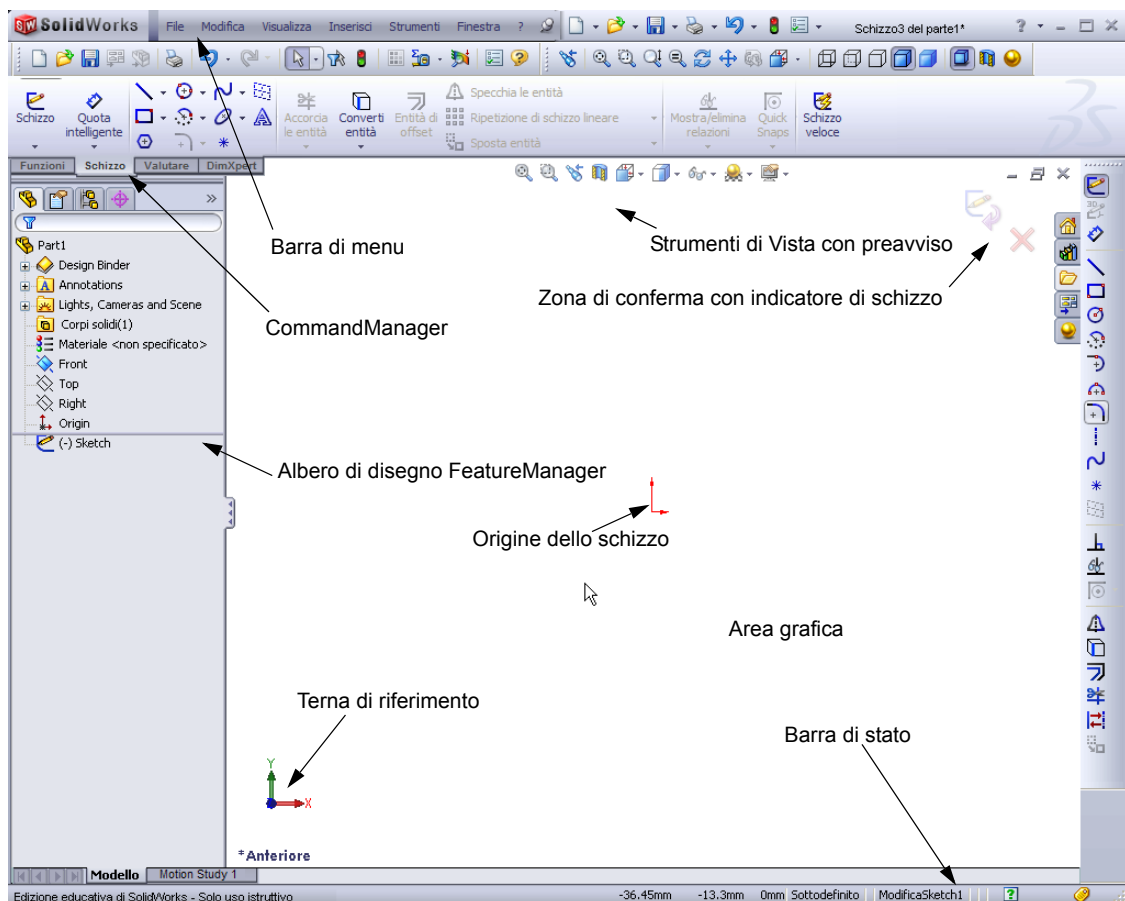 SolidWorks File Modifica Visualizza Inserisci Strumenti Finestra ? Schizzo3 del parte1* ?
Schizzo
Quota intelligente
Accorcia le entità
Converti entità
Entità di offset
Specchia le entità
Ripetizione di schizzo lineare
Sposta entità
Mostra/elimina relazioni
Quick Snaps
Schizzo veloce
Funzioni Schizzo Valutare DimXpert
Part1
Design Binder
Annotations
Lights, Cameras and Scene
Corpi solidi(1)
Materiale <non specificato>
Front
Top
Right
Origin
(-) Sketch
Barra di menu
Strumenti di Vista con preavviso
Zona di conferma con indicatore di schizzo
CommandManager
Albero di disegno FeatureManager
Origine dello schizzo
Area grafica
Terna di riferimento
Barra di stato
Y
X
*Anteriore
Modello Motion Study 1
Edizione educativa di SolidWorks - Solo uso istruttivo -36.45mm -13.3mm 0mm Sottodefinito ModificaSketch1 ?